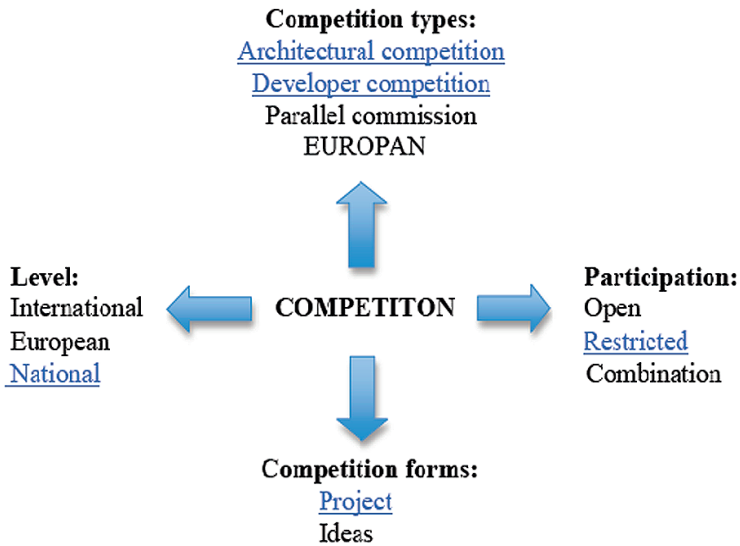 Competition types:
Architectural competition
Developer competition
Parallel commission
EUROPAN
Level:
International
European
National
COMPETITON
Participation:
Open
Restricted
Combination
Competition forms:
Project
Ideas